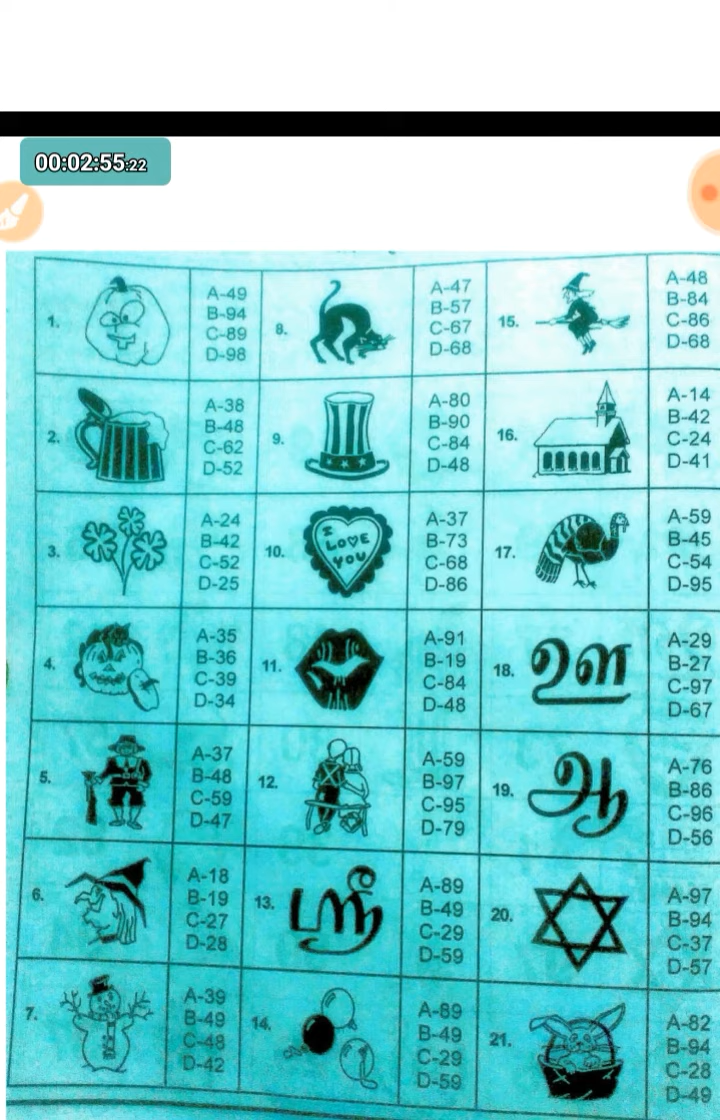 00:02:55:22
1.
A-49
B-94
C-89
D-98
8.
A-47
B-57
C-67
D-68
15.
A-48
B-84
C-86
D-68
2.
A-38
B-48
C-62
D-52
9.
A-80
B-90
C-84
D-48
16.
A-14
B-42
C-24
D-41
3.
A-24
B-42
C-52
D-25
10.
I
LOVE
YOU
A-37
B-73
C-68
D-86
17.
A-59
B-45
C-54
D-95
4.
A-35
B-36
C-39
D-34
11.
A-91
B-19
C-84
D-48
18.
ஊ
A-29
B-27
C-97
D-67
5.
A-37
B-48
C-59
D-47
12.
A-59
B-97
C-95
D-79
19.
ஆ
A-76
B-86
C-96
D-56
6.
A-18
B-19
C-27
D-28
13.
ஸ்ரீ
A-89
B-49
C-29
D-59
20.
A-97
B-94
C-37
D-57
7.
A-39
B-49
C-48
D-42
14.
A-89
B-49
C-29
D-59
21.
A-82
B-94
C-28
D-49